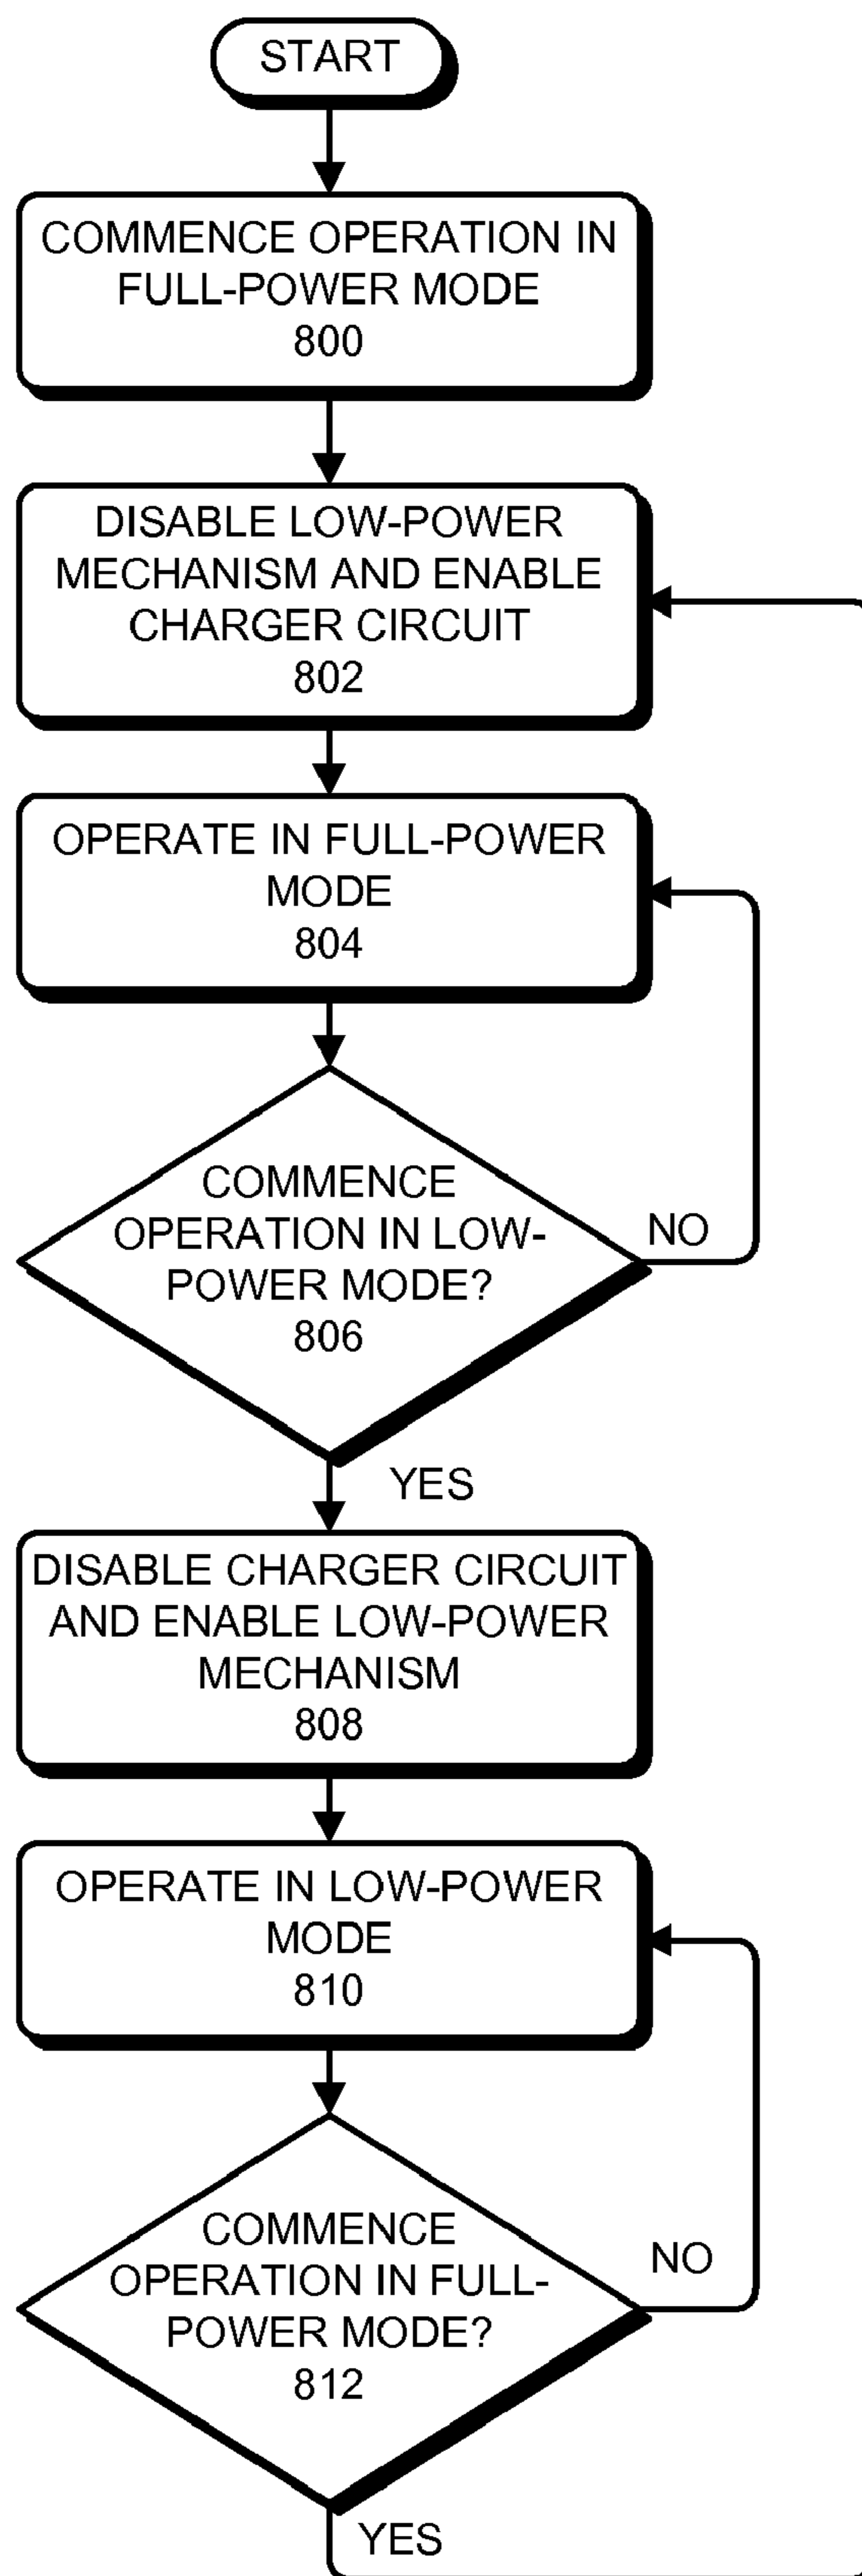 START
COMMENCE OPERATION IN
FULL-POWER MODE
800
DISABLE LOW-POWER
MECHANISM AND ENABLE
CHARGER CIRCUIT
802
OPERATE IN FULL-POWER
MODE
804
COMMENCE
OPERATION IN LOW-
POWER MODE?
806
NO
YES
DISABLE CHARGER CIRCUIT
AND ENABLE LOW-POWER
MECHANISM
808
OPERATE IN LOW-POWER
MODE
810
COMMENCE
OPERATION IN FULL-
POWER MODE?
812
NO
YES